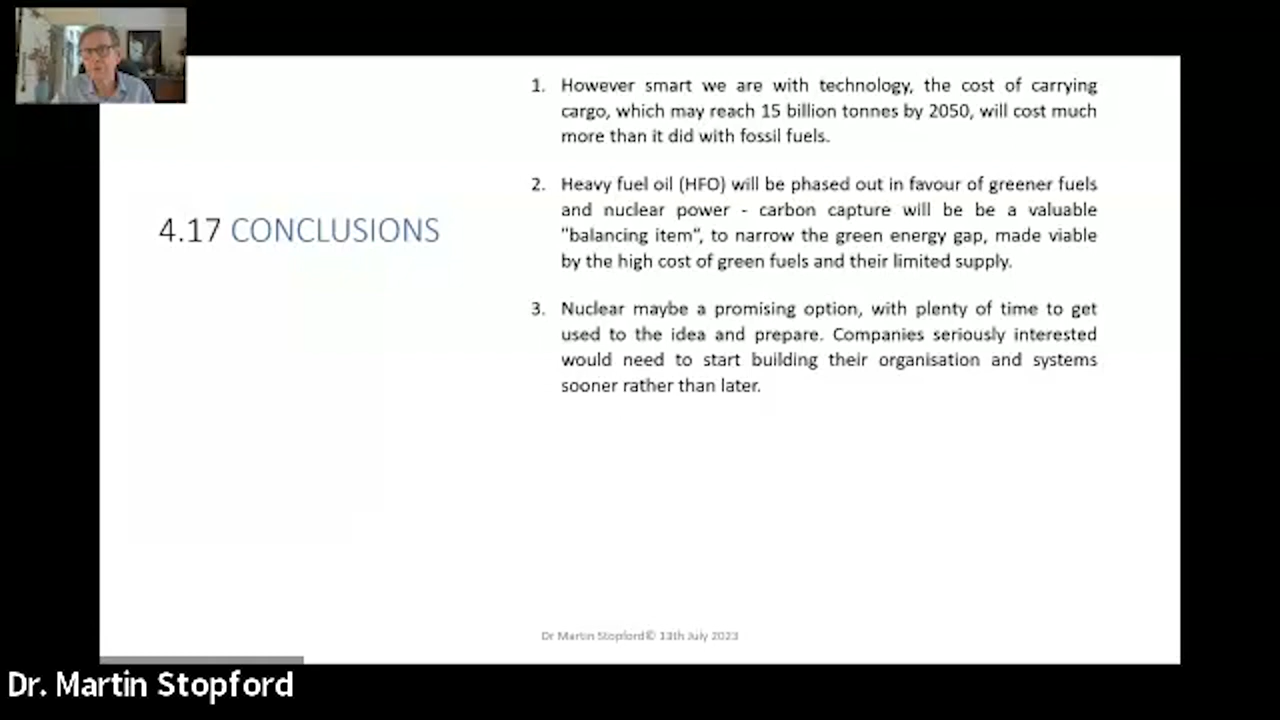 4.17 CONCLUSIONS
1. However smart we are with technology, the cost of carrying
cargo, which may reach 15 billion tonnes by 2050, will cost much
more than it did with fossil fuels.
2. Heavy fuel oil (HFO) will be phased out in favour of greener fuels
and nuclear power - carbon capture will be be a valuable
"balancing item", to narrow the green energy gap, made viable
by the high cost of green fuels and their limited supply.
3. Nuclear maybe a promising option, with plenty of time to get
used to the idea and prepare. Companies seriously interested
would need to start building their organisation and systems
sooner rather than later.
Dr Martin Stopford© 13th July 2023
Dr. Martin Stopford